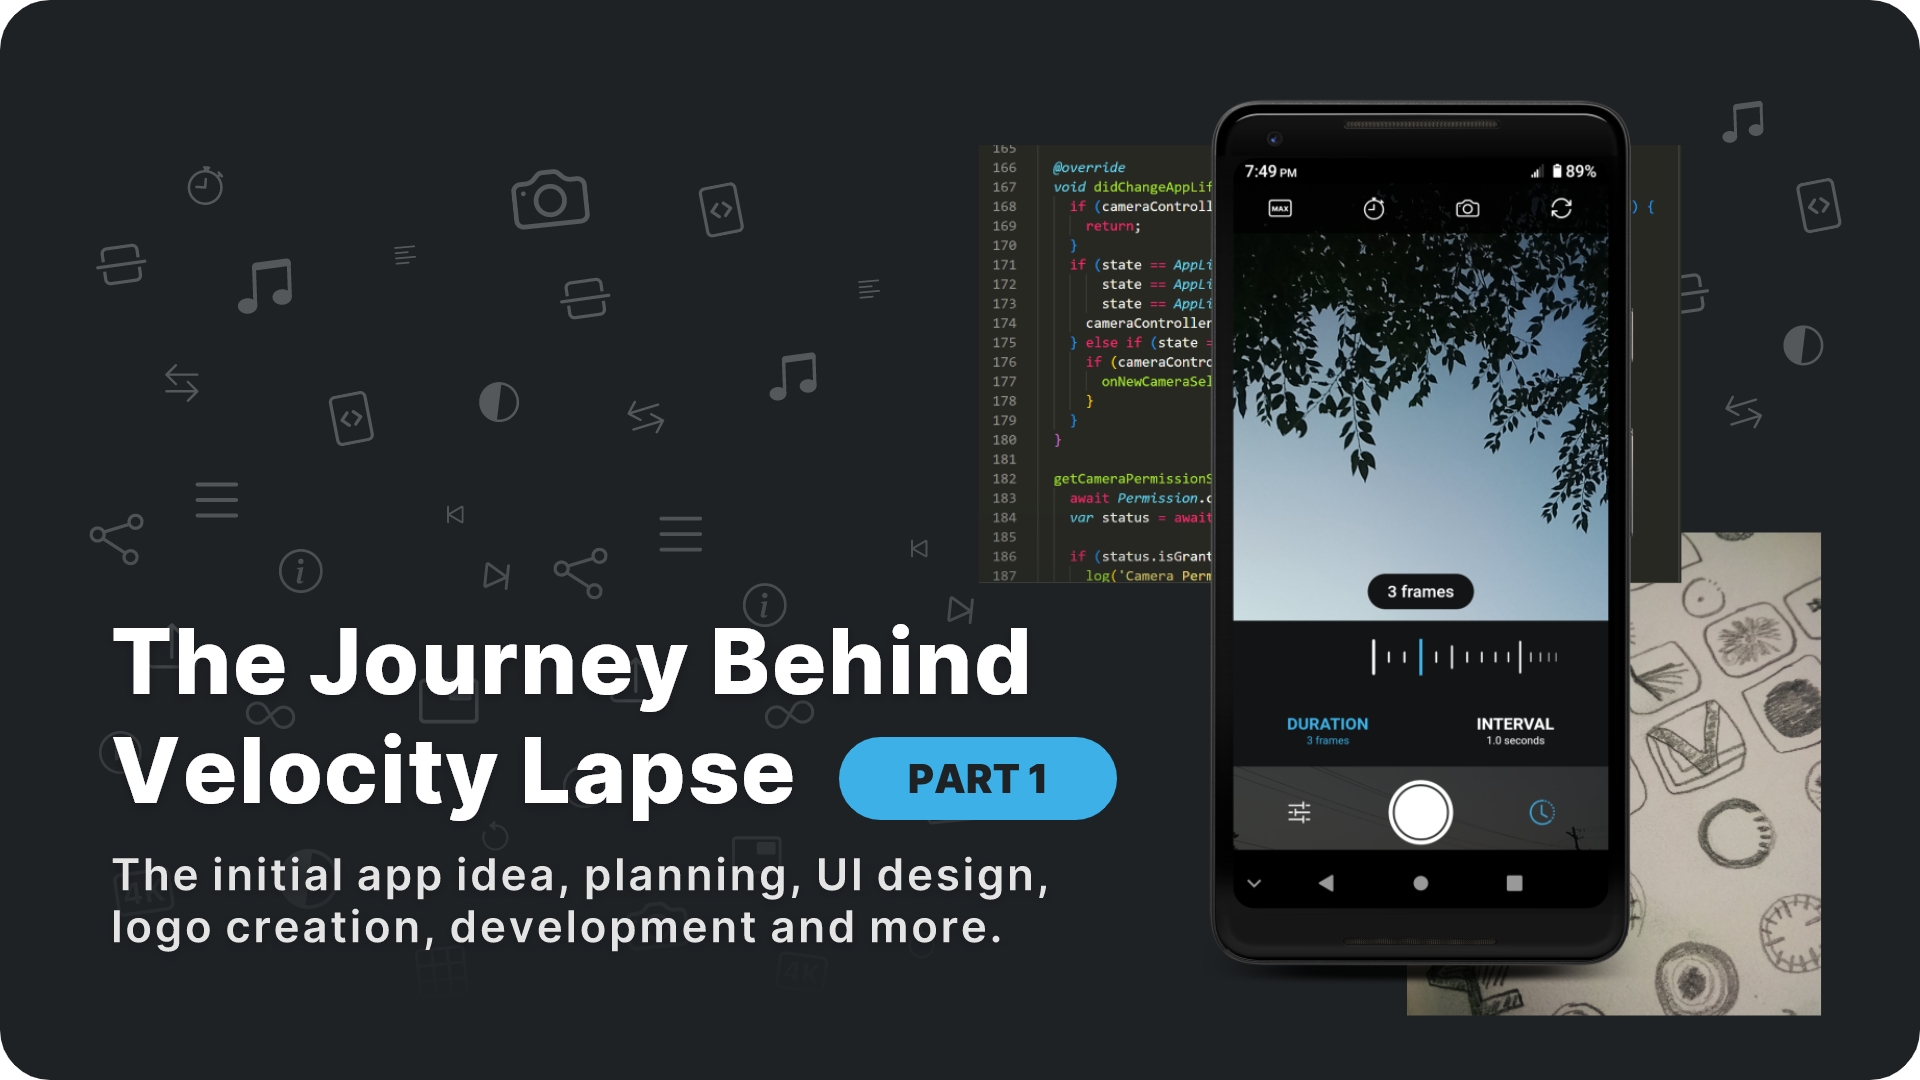 The Journey Behind
Velocity Lapse
PART 1
The initial app idea, planning, UI design,
logo creation, development and more.
165
166 @override
167 void didChangeAppLif
168 if (cameraControll
) {
169 return;
170 }
171 if (state == AppLi
172 state == AppLi
173 state == AppLi
174 cameraController
175 } else if (state =
176 if (cameraContro
177 onNewCameraSel
178 }
179 }
180 }
181
182 getCameraPermissionS
183 await Permission.c
184 var status = await
185
186 if (status.isGrant
187 log('Camera Perm
7:49 PM
89%
MAX
3 frames
DURATION
3 frames
INTERVAL
1.0 seconds
4K
4K